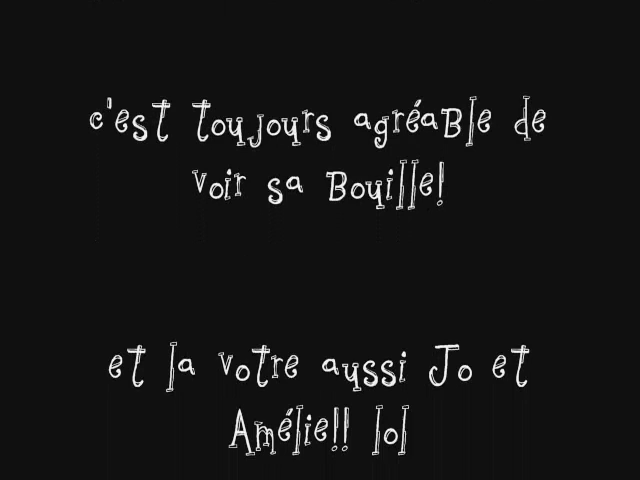 c'est toujours agréable de
voir sa Bouille!
et la votre aussi Jo et
Amélie!! lol